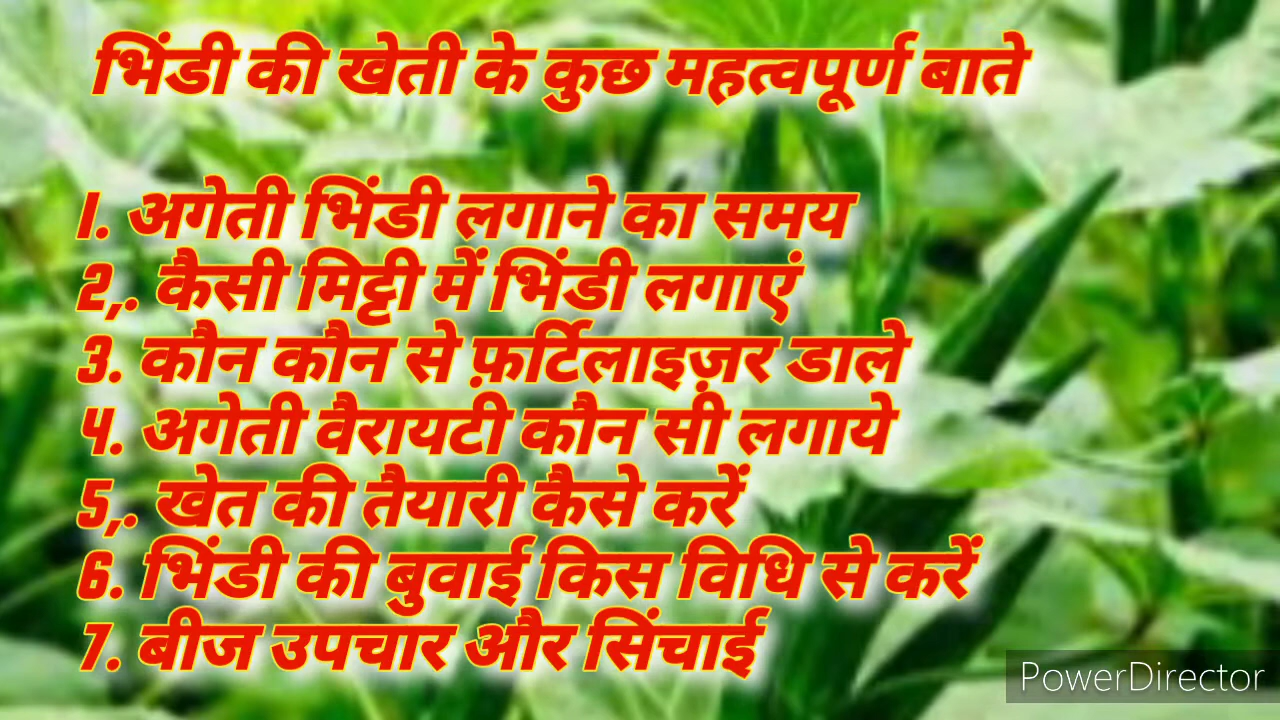 भिंडी की खेती के कुछ महत्वपूर्ण बाते
1. अगेती भिंडी लगाने का समय
2,. कैसी मिट्टी में भिंडी लगाएं
3. कौन कौन से फ़र्टिलाइज़र डाले
4. अगेती वैरायटी कौन सी लगाये
5,. खेत की तैयारी कैसे करें
6. भिंडी की बुवाई किस विधि से करें
7. बीज उपचार और सिंचाई
PowerDirector